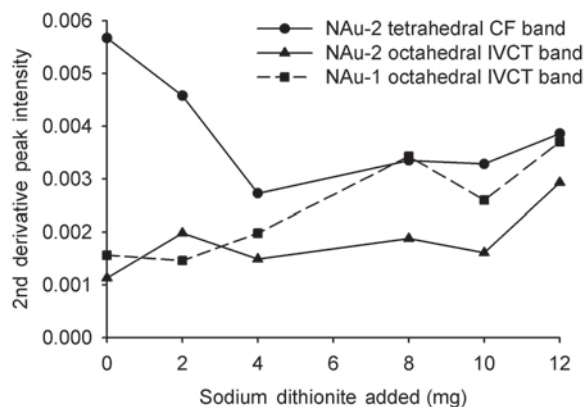 0.006
0.005
0.004
0.003
0.002
0.001
0.000
2nd derivative peak intensity
NAu-2 tetrahedral CF band
NAu-2 octahedral IVCT band
NAu-1 octahedral IVCT band
0 2 4 6 8 10 12
Sodium dithionite added (mg)